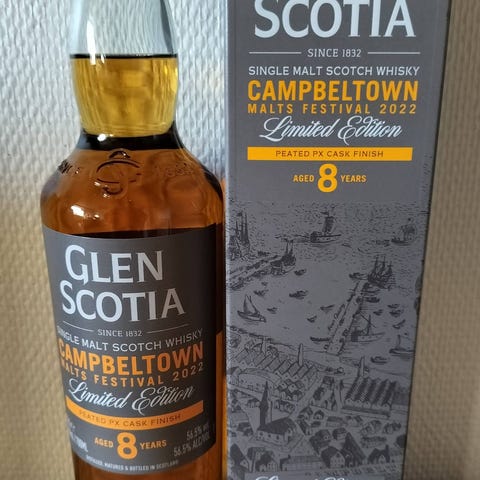 GLEN
SCOTIA
SINCE 1832
SINGLE MALT SCOTCH WHISKY
CAMPBELTOWN
MALTS FESTIVAL 2022
Limited Edition
PEATED PX CASK FINISH
AGED 8 YEARS
56.5% vol
700ML 56.5% ALC/VOL
DISTILLED, MATURED & BOTTLED IN SCOTLAND
SCOTIA
SINCE 1832
SINGLE MALT SCOTCH WHISKY
CAMPBELTOWN
MALTS FESTIVAL 2022
Limited Edition
PEATED PX CASK FINISH
AGED 8 YEARS